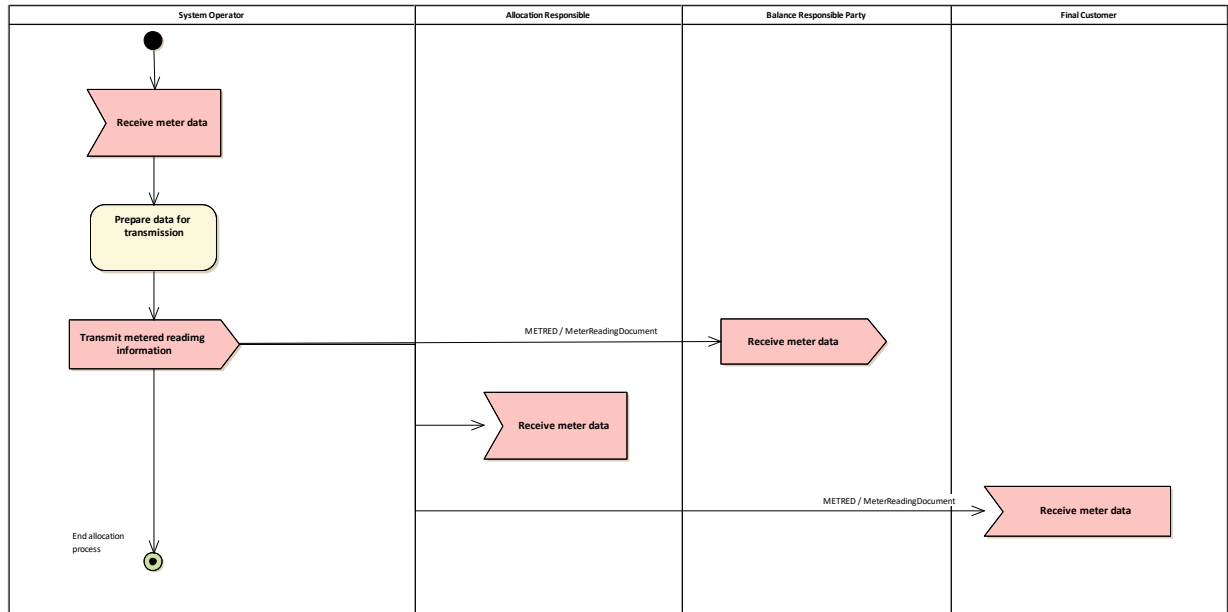 System Operator
Allocation Responsible
Balance Responsible Party
Final Customer
Receive meter data
Prepare data for
transmission
Transmit metered readimg
information
METRED / MeterReadingDocument
Receive meter data
Receive meter data
METRED / MeterReadingDocument
Receive meter data
End allocation
process